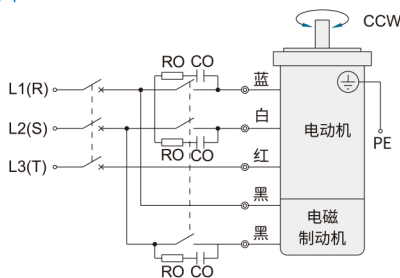 CCW
RO CO
蓝
L1(R)
白
L2(S)
电动机
PE
RO CO
红
L3(T)
黑
电磁
制动机
黑
RO CO